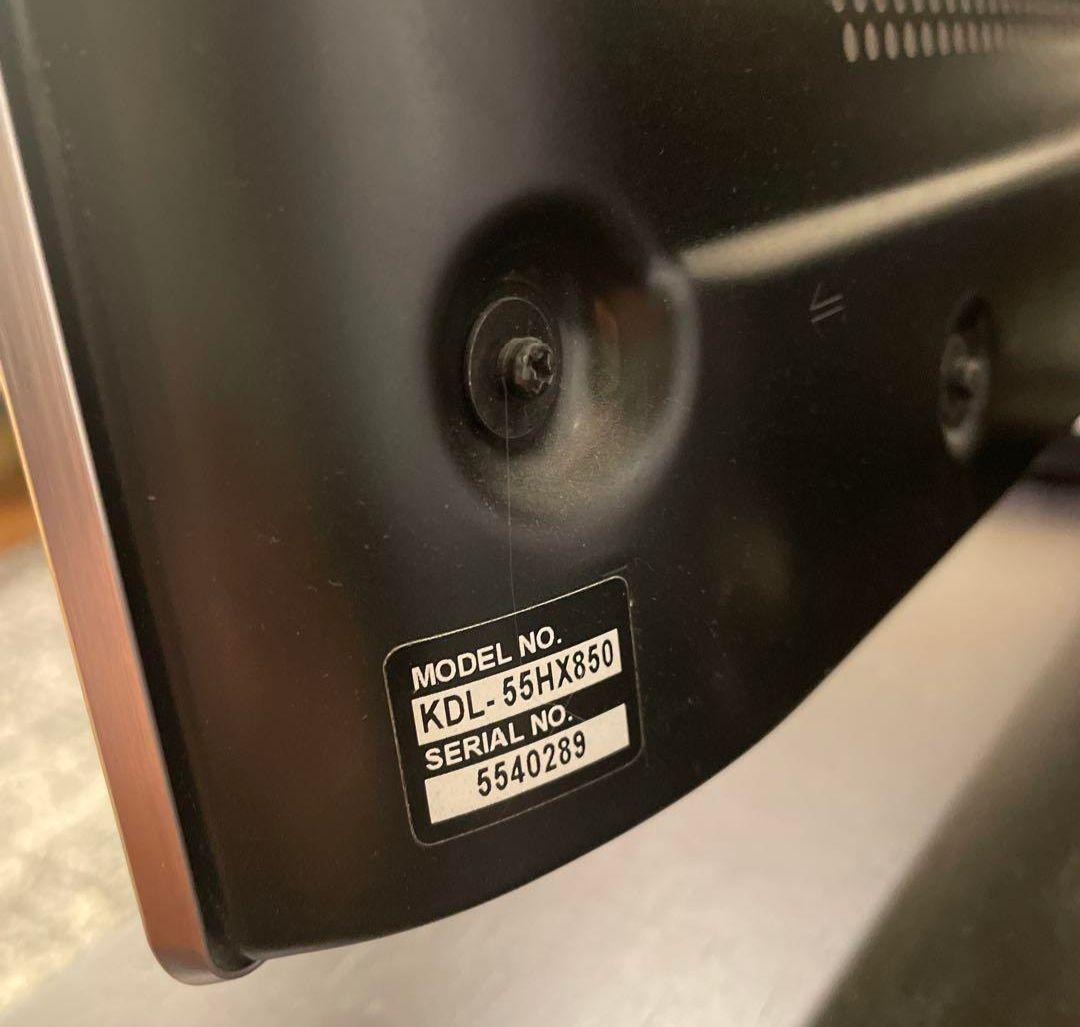 MODEL NO.
KDL-55HX850
SERIAL NO.
5540289